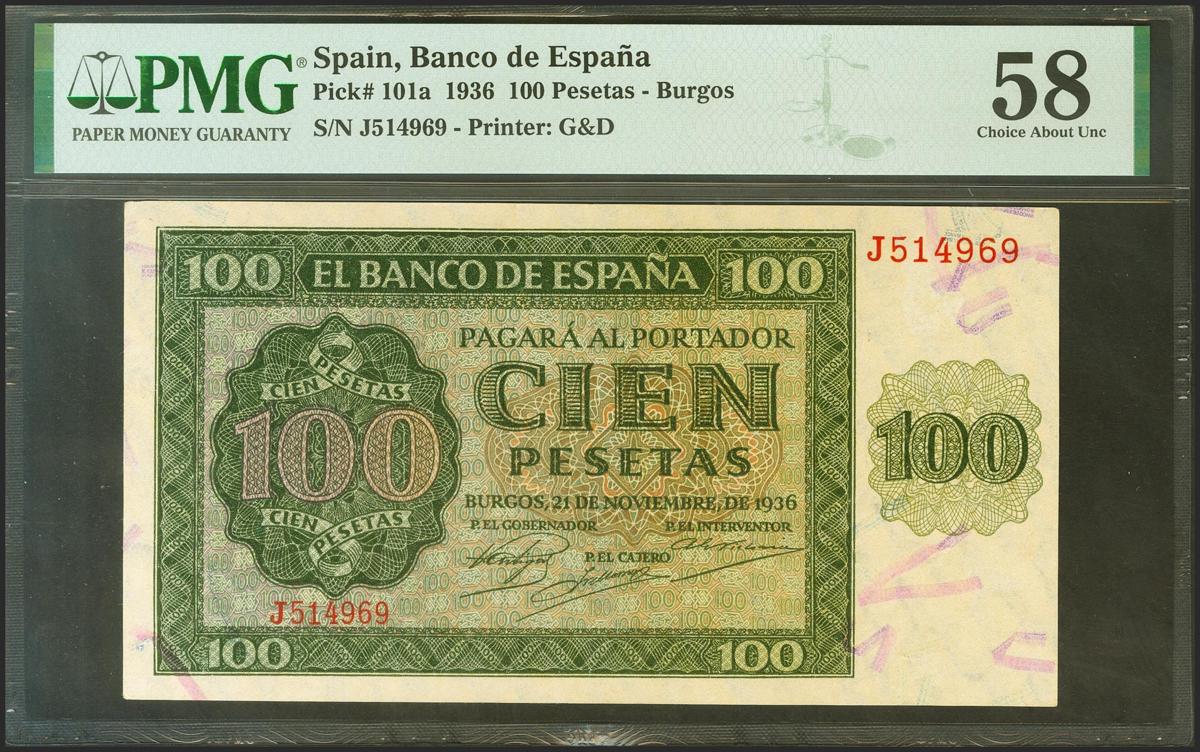 PMG®
PAPER MONEY GUARANTY
Spain, Banco de España
Pick# 101a 1936 100 Pesetas - Burgos
S/N J514969 - Printer: G&D
58
Choice About Unc
J514969
100 EL BANCO DE ESPAÑA 100
PAGARÁ AL PORTADOR
CIEN
PESETAS
CIEN PESETAS
100
CIEN PESETAS
100
BURGOS, 21 DE NOVIEMBRE, DE 1936
P. EL GOBERNADOR P. EL INTERVENTOR
P. EL CAJERO
J514969
100 100